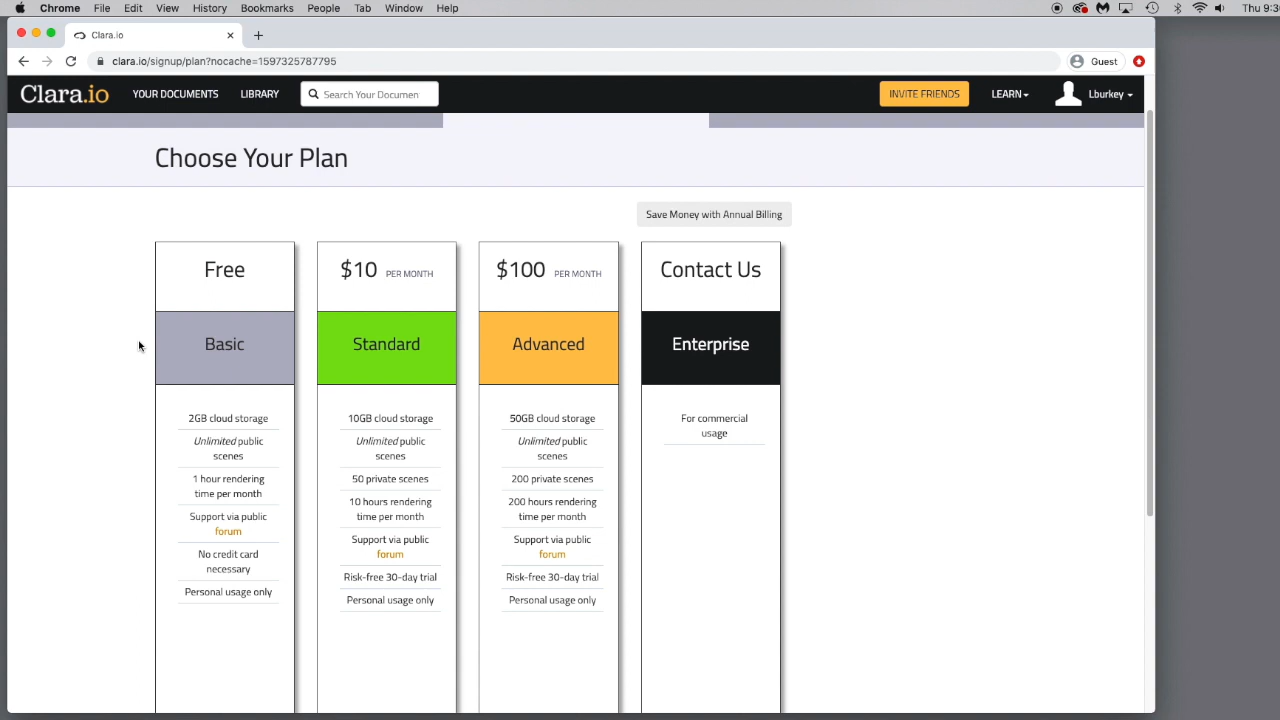 Chrome File Edit View History Bookmarks People Tab Window Help
Clara.io
clara.io/signup/plan?nocache=1597325787795
Guest
Clara.io YOUR DOCUMENTS LIBRARY Search Your Documen INVITE FRIENDS LEARN Lburkey
Choose Your Plan
Save Money with Annual Billing
Free
Basic
2GB cloud storage
Unlimited public
scenes
1 hour rendering
time per month
Support via public
forum
No credit card
necessary
Personal usage only
$10 PER MONTH
Standard
10GB cloud storage
Unlimited public
scenes
50 private scenes
10 hours rendering
time per month
Support via public
forum
Risk-free 30-day trial
Personal usage only
$100 PER MONTH
Advanced
50GB cloud storage
Unlimited public
scenes
200 private scenes
200 hours rendering
time per month
Support via public
forum
Risk-free 30-day trial
Personal usage only
Contact Us
Enterprise
For commercial
usage